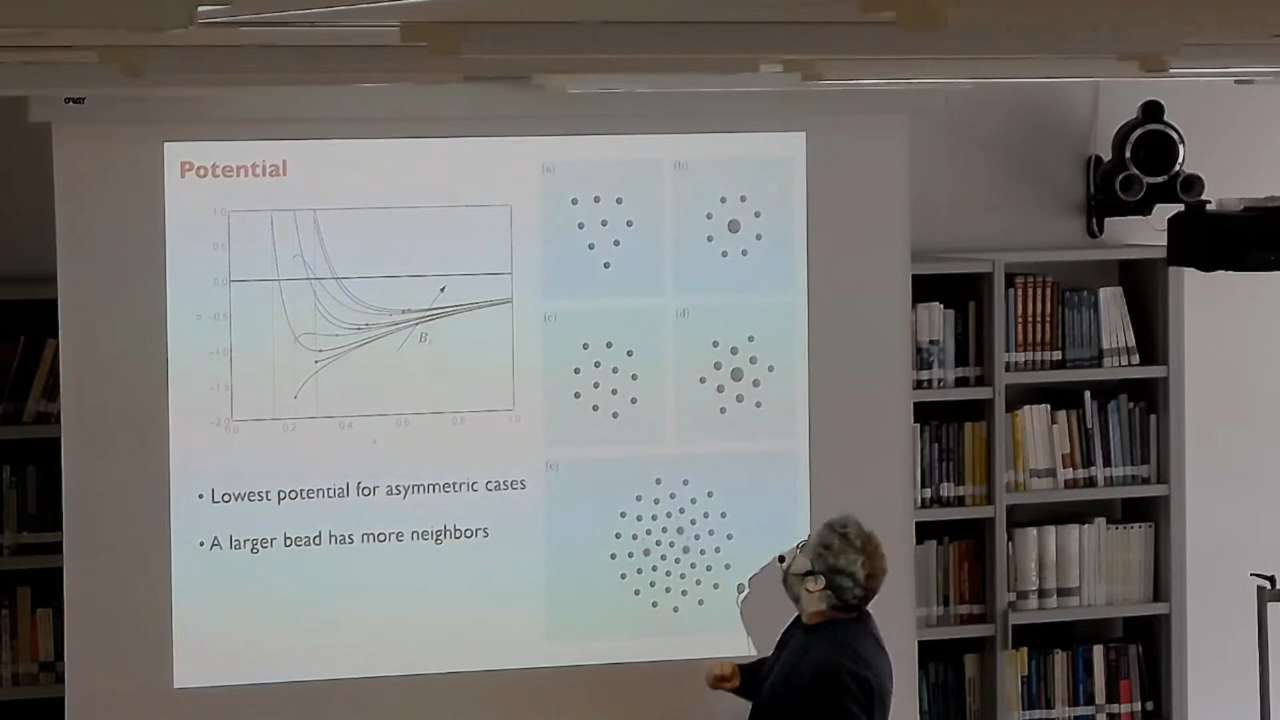 Potential
(a)
(b)
1.0
0.5
0.0
−0.5
−1.0
−1.5
−2.0
B
0.0
0.2
0.4
0.6
0.8
1.0
x
(c)
(d)
(e)
• Lowest potential for asymmetric cases
• A larger bead has more neighbors